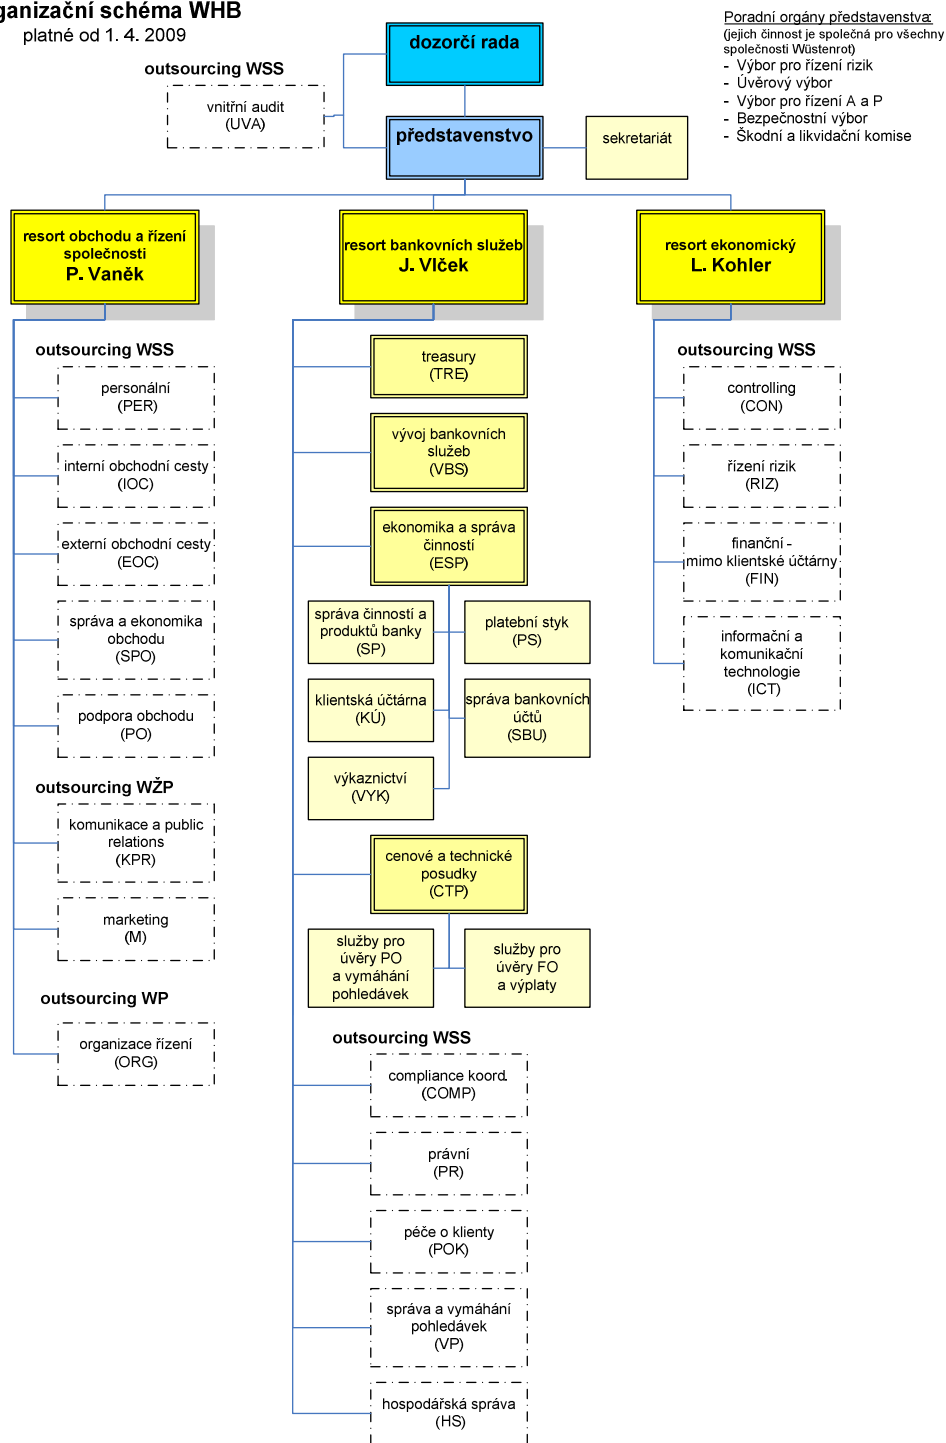 ganizační schéma WHB
platné od 1. 4. 2009
dozorčí rada
Poradní orgány představenstva:
(jejich činnost je společná pro všechny
společnosti Wüstenrot)
- Výbor pro řízení rizik
- Úvěrový výbor
- Výbor pro řízení A a P
- Bezpečnostní výbor
- Škodní a likvidační komise
outsourcing WSS
vnitřní audit
(UVA)
představenstvo
sekretariát
resort obchodu a řízení
společnosti
P. Vaněk
resort bankovních služeb
J. Vlček
resort ekonomický
L. Kohler
outsourcing WSS
personální
(PER)
interní obchodní cesty
(IOC)
externí obchodní cesty
(EOC)
správa a ekonomika
obchodu
(SPO)
podpora obchodu
(PO)
outsourcing WŽP
komunikace a public
relations
(KPR)
marketing
(M)
outsourcing WP
organizace řízení
(ORG)
treasury
(TRE)
vývoj bankovních
služeb
(VBS)
ekonomika a správa
činností
(ESP)
správa činností a
produktů banky
(SP)
platební styk
(PS)
klientská účtárna
(KÚ)
správa bankovních
účtů
(SBU)
výkaznictví
(VYK)
cenové a technické
posudky
(CTP)
služby pro
úvěry PO
a vymáhání
pohledávek
služby pro
úvěry FO
a výplaty
outsourcing WSS
compliance koord.
(COMP)
právní
(PR)
péče o klienty
(POK)
správa a vymáhání
pohledávek
(VP)
hospodářská správa
(HS)
outsourcing WSS
controlling
(CON)
řízení rizik
(RIZ)
finanční -
mimo klientské účtárny
(FIN)
informační a
komunikační
technologie
(ICT)